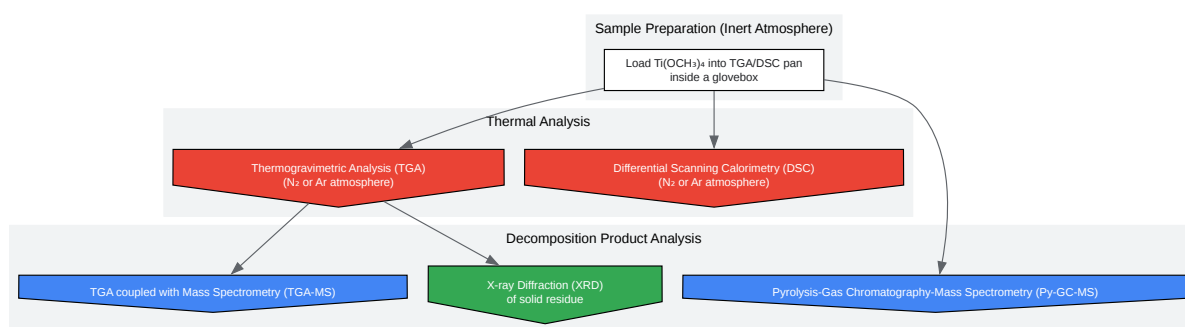 Sample Preparation (Inert Atmosphere)
Load Ti(OCH₃)₄ into TGA/DSC pan
inside a glovebox
Thermal Analysis
Thermogravimetric Analysis (TGA)
(N₂ or Ar atmosphere)
Differential Scanning Calorimetry (DSC)
(N₂ or Ar atmosphere)
Decomposition Product Analysis
TGA coupled with Mass Spectrometry (TGA-MS)
X-ray Diffraction (XRD)
of solid residue
Pyrolysis-Gas Chromatography-Mass Spectrometry (Py-GC-MS)